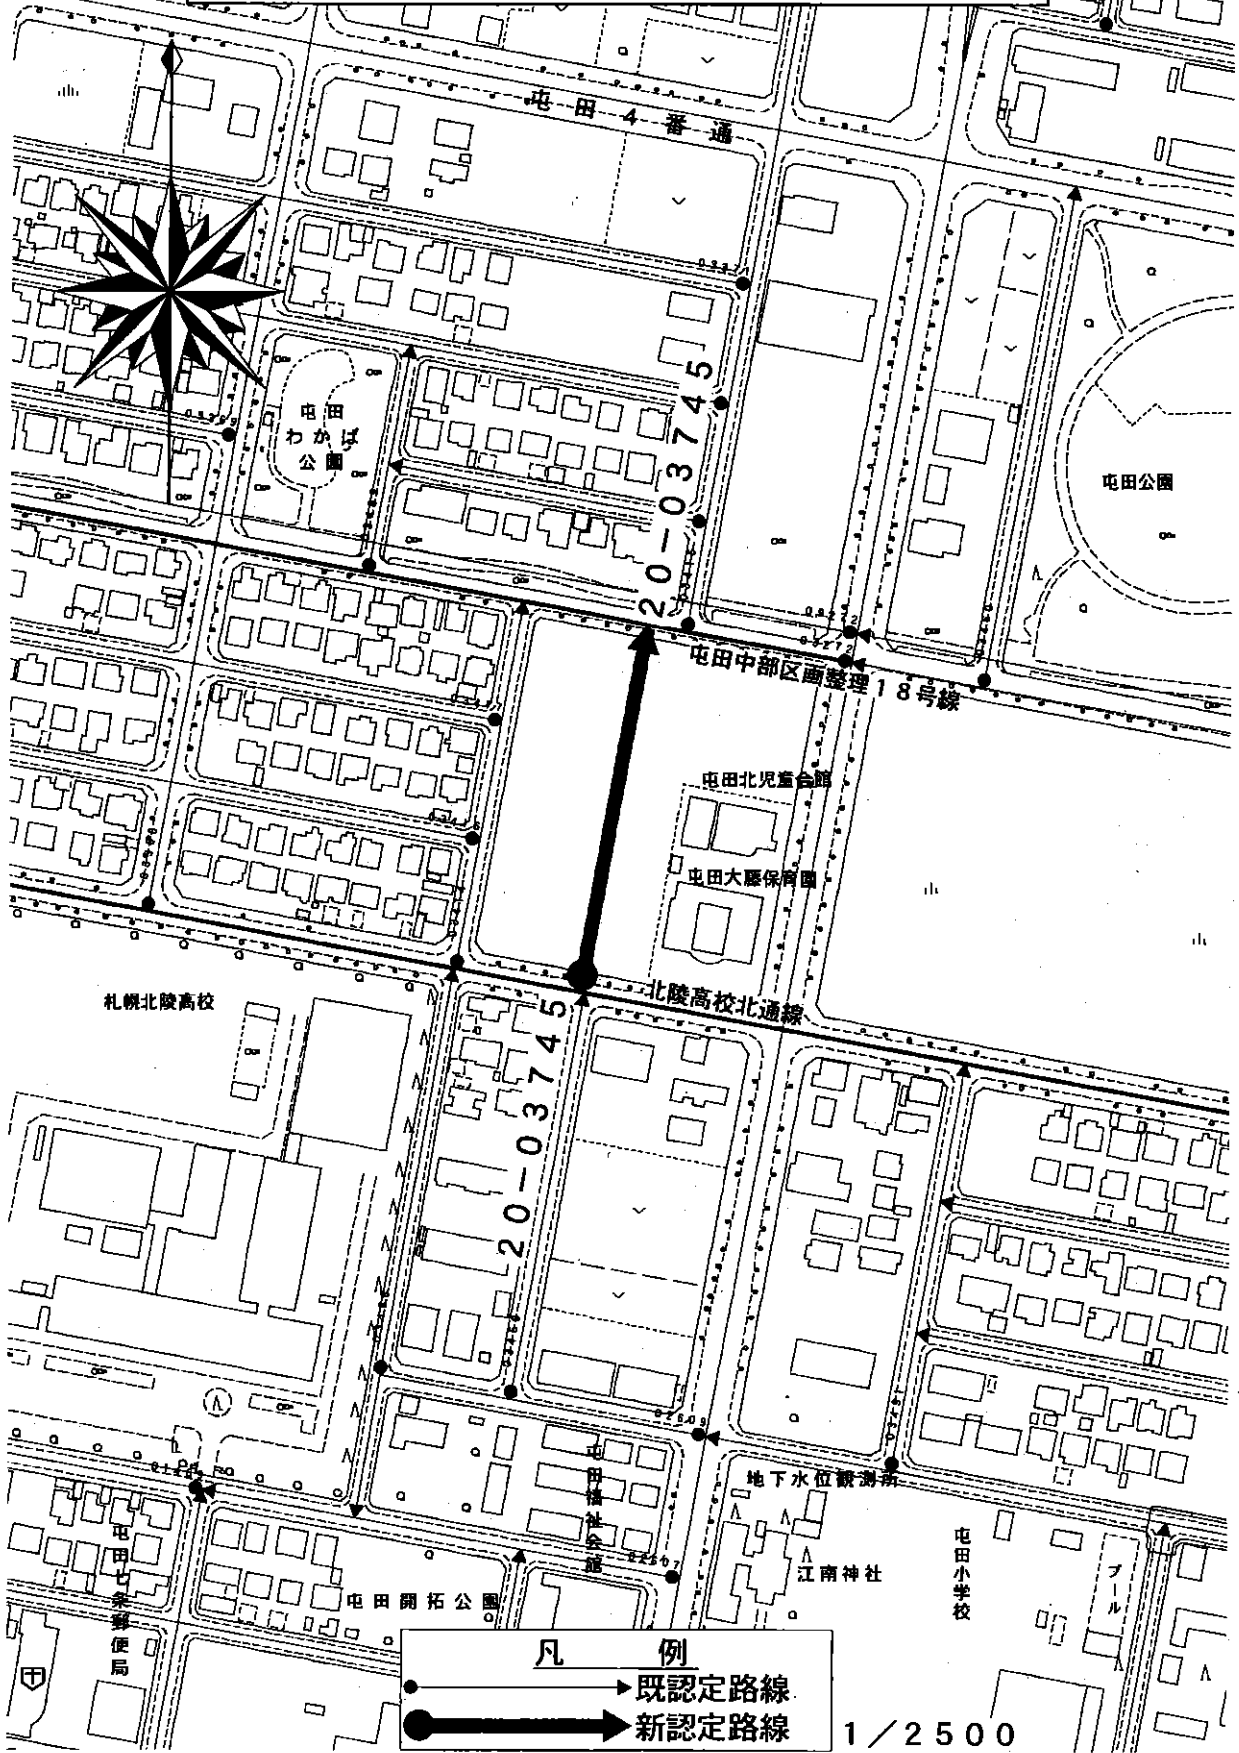 屯田4番通
屯田
わかば
公園
20-03745
屯田公園
屯田中部区画整理18号線
屯田北児童会館
屯田大藤保育園
札幌北陵高校
北陵高校北通線
20-03745
02609
屯田福祉会館
地下水位観測所
02607
江南神社
屯田小学校
プール
屯田七条郵便局
屯田開拓公園
凡例
既認定路線
新認定路線
1/2500